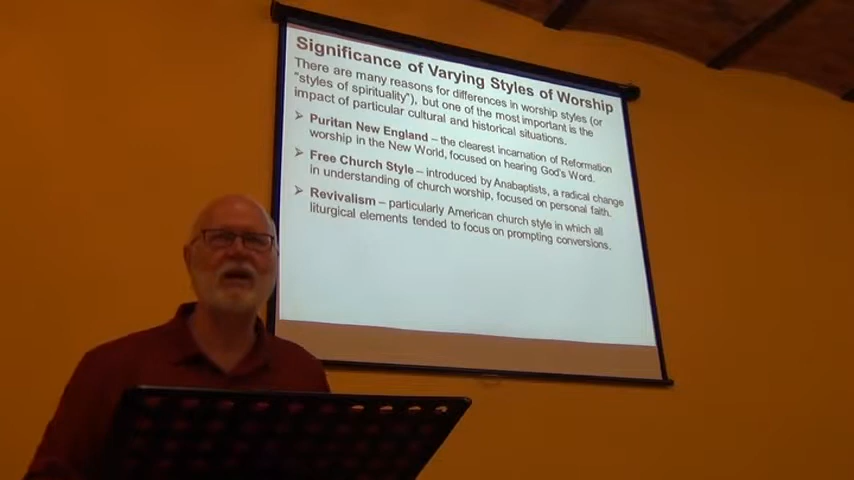 Significance of Varying Styles of Worship
There are many reasons for differences in worship styles (or
"styles of spirituality"), but one of the most important is the
impact of particular cultural and historical situations.
➢ Puritan New England – the clearest incarnation of Reformation
worship in the New World, focused on hearing God's Word.
➢ Free Church Style – introduced by Anabaptists, a radical change
in understanding of church worship, focused on personal faith.
➢ Revivalism – particularly American church style in which all
liturgical elements tended to focus on prompting conversions.